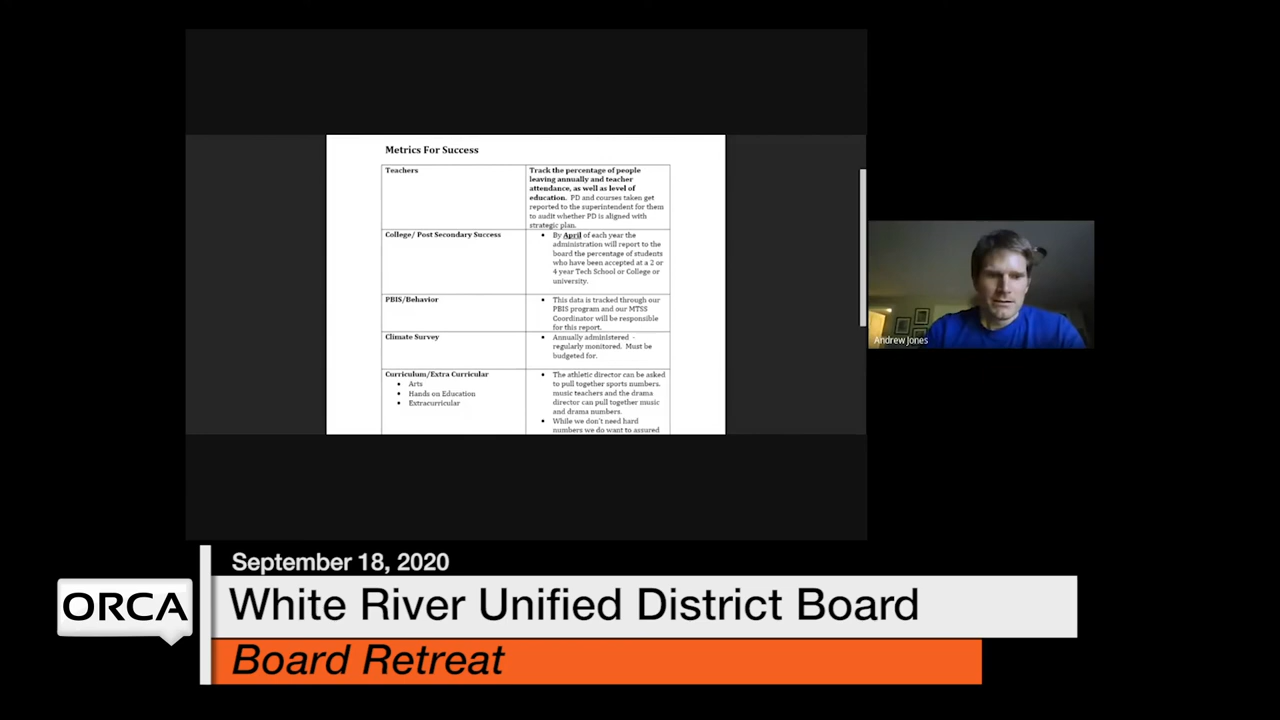 Metrics For Success
Teachers
Track the percentage of people
leaving annually and teacher
attendance, as well as level of
education. PD and courses taken get
reported to the superintendent for them
to audit whether PD is aligned with
strategic plan.
College/ Post Secondary Success
• By April of each year the
administration will report to the
board the percentage of students
who have been accepted at a 2 or
4 year Tech School or College or
university.
PBIS/Behavior
• This data is tracked through our
PBIS program and our MTSS
Coordinator will be responsible
for this report.
Climate Survey
• Annually administered -
regularly monitored. Must be
budgeted for.
Curriculum/Extra Curricular
• Arts
• Hands on Education
• Extracurricular
• The athletic director can be asked
to pull together sports numbers.
music teachers and the drama
director can pull together music
and drama numbers.
• While we don't need hard
numbers we do want to assured
Andrew Jones
September 18, 2020
ORCA
White River Unified District Board
Board Retreat